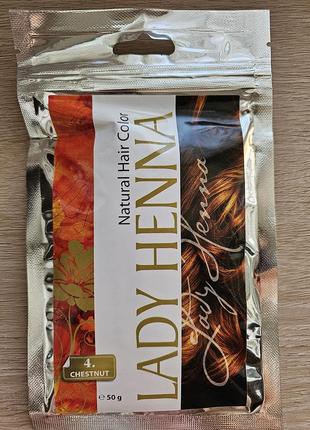 Natural Hair Color
LADY HENNA
Lady Henna
4.
CHESTNUT
℮ 50 g